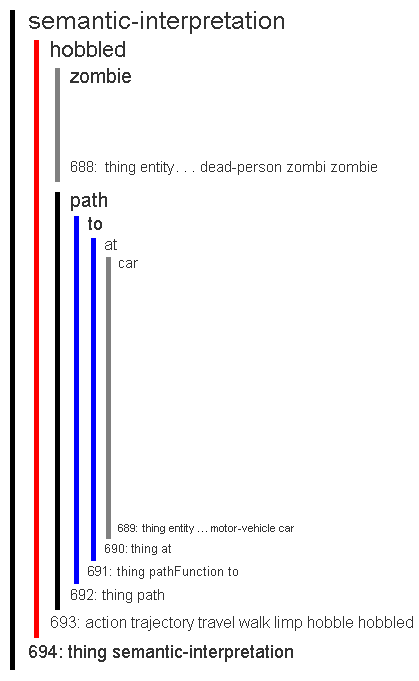 semantic-interpretation
hobbled
zombie
688: thing entity. . . dead-person zombi zombie
path
to
at
car
689: thing entity ... motor-vehicle car
690: thing at
691: thing pathFunction to
692: thing path
693: action trajectory travel walk limp hobble hobbled
694: thing semantic-interpretation